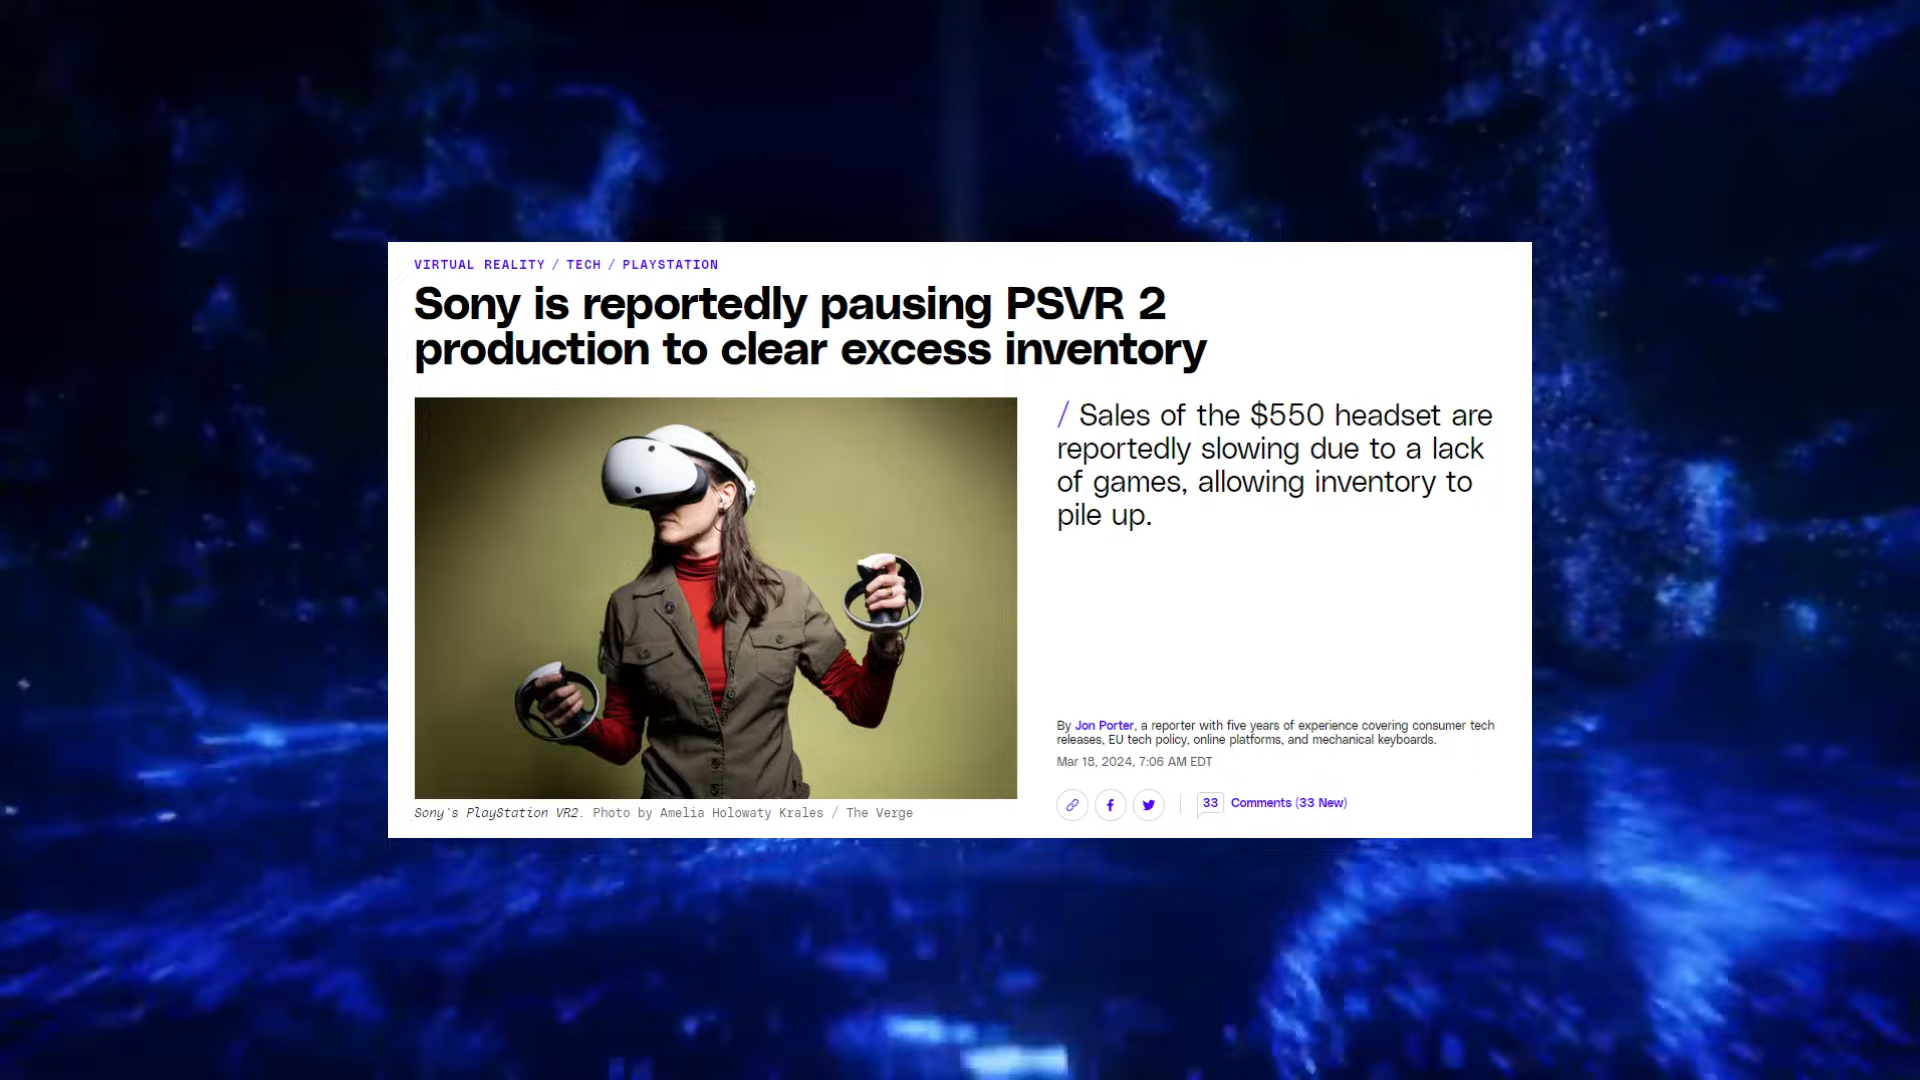 VIRTUAL REALITY / TECH / PLAYSTATION
Sony is reportedly pausing PSVR 2
production to clear excess inventory
/ Sales of the $550 headset are
reportedly slowing due to a lack
of games, allowing inventory to
pile up.
By Jon Porter, a reporter with five years of experience covering consumer tech
releases, EU tech policy, online platforms, and mechanical keyboards.
Mar 18, 2024, 7:06 AM EDT
33 Comments (33 New)
Sony's PlayStation VR2. Photo by Amelia Holowaty Krales / The Verge